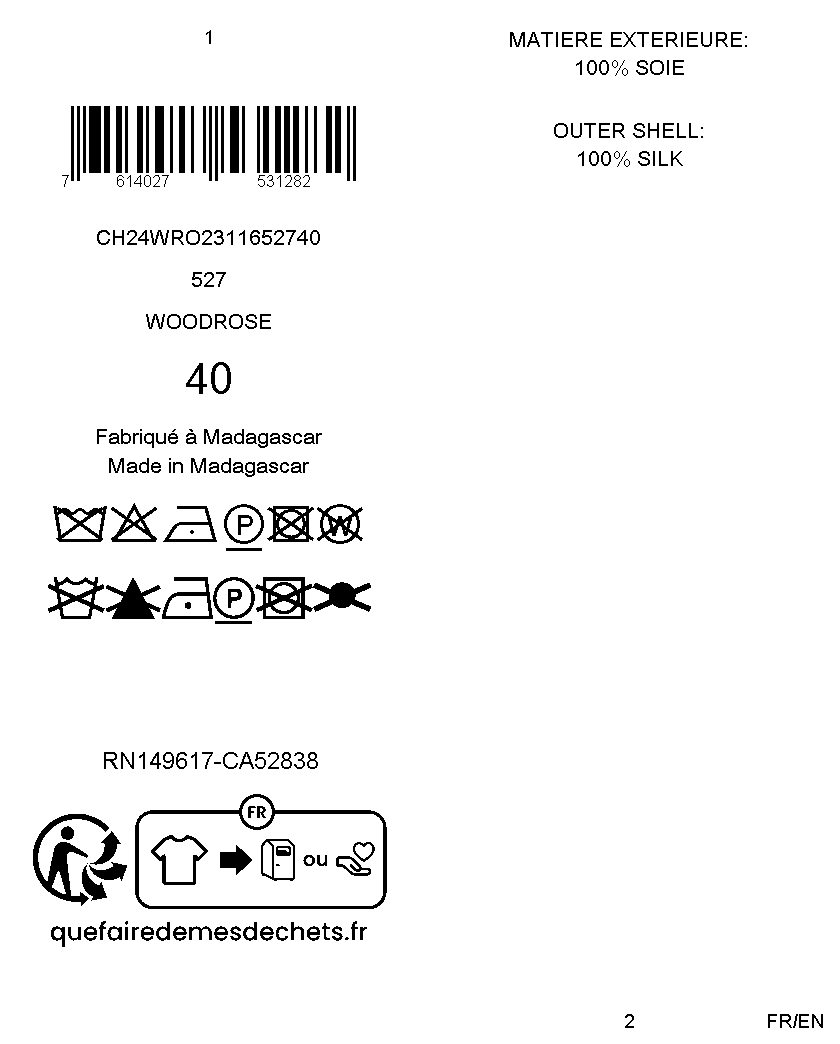 1
7 614027 531282
CH24WRO2311652740
527
WOODROSE
40
Fabriqué à Madagascar
Made in Madagascar
P W
P
RN149617-CA52838
FR
ou
quefairedemesdechets.fr
MATIERE EXTERIEURE:
100% SOIE
OUTER SHELL:
100% SILK
2
FR/EN